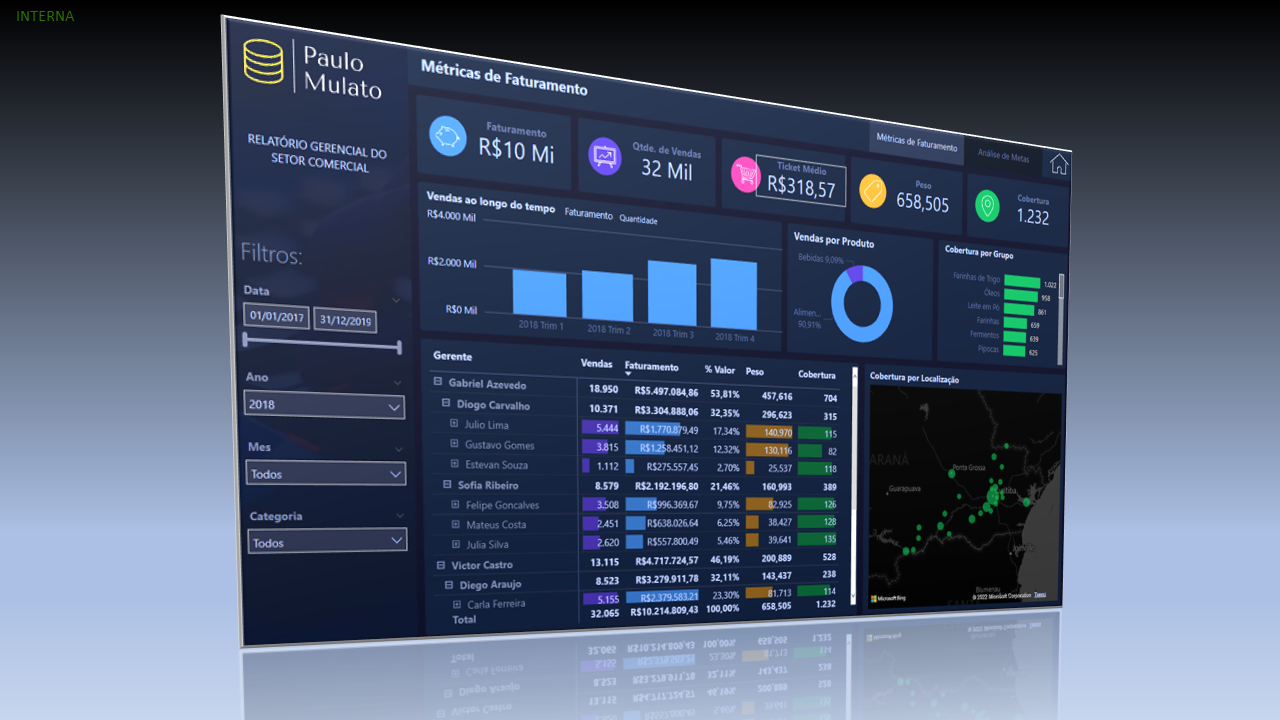 INTERNA
Paulo
Mulato
RELATÓRIO GERENCIAL DO
SETOR COMERCIAL
Filtros:
Data
01/01/2017 31/12/2019
Ano
2018
Mes
Todos
Categoria
Todos
Métricas de Faturamento
Métricas de Faturamento
Análise de Metas
Faturamento
R$10 Mi
Qtde. de Vendas
32 Mil
Ticket Médio
R$318,57
Peso
658,505
Cobertura
1.232
Vendas ao longo do tempo Faturamento Quantidade
R$4.000 Mil
R$2.000 Mil
R$0 Mil
2018 Trim 1 2018 Trim 2 2018 Trim 3 2018 Trim 4
Vendas por Produto
Bebidas 9,09%
Alimen...
90,91%
Cobertura por Grupo
Farinhas de Trigo 1.022
Óleos 958
Leite em Pó 861
Farinhas 659
Fermentos 639
Pipocas 625
Gerente Vendas Faturamento % Valor Peso Cobertura
Gabriel Azevedo 18.950 R$5.497.084,86 53,81% 457,616 704
Diogo Carvalho 10.371 R$3.304.888,06 32,35% 296,623 315
Julio Lima 5.444 R$1.770.879,49 17,34% 140,970 115
Gustavo Gomes 3.815 R$1.258.451,12 12,32% 130,116 82
Estevan Souza 1.112 R$275.557,45 2,70% 25,537 118
Sofia Ribeiro 8.579 R$2.192.196,80 21,46% 160,993 389
Felipe Goncalves 3.508 R$996.369,67 9,75% 82,925 126
Mateus Costa 2.451 R$638.026,64 6,25% 38,427 128
Julia Silva 2.620 R$557.800,49 5,46% 39,641 135
Victor Castro 13.115 R$4.717.724,57 46,19% 200,889 528
Diego Araujo 8.523 R$3.279.911,78 32,11% 143,437 238
Carla Ferreira 5.155 R$2.379.583,21 23,30% 81,713 114
Total 32.065 R$10.214.809,43 100,00% 658,505 1.232
Cobertura por Localização
PARANÁ
Ponta Grossa
Guarapuava
Curitiba
Joinville
Blumenau
Microsoft Bing
© 2022 Microsoft Corporation Termos